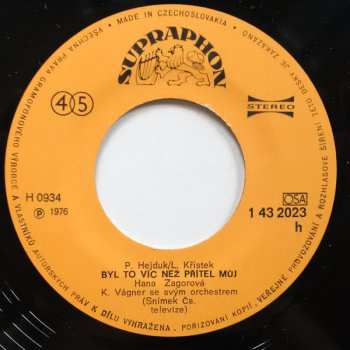 MADE IN CZECHOSLOVAKIA
SUPRAPHON
45
STEREO
H 0934
Ⓟ 1976
OSA
1 43 2023
h
P. Hejduk/L. Křístek
BYL TO VÍC NEŽ PŘÍTEL MŮJ
Hana Zagorová
K. Vágner se svým orchestrem
(Snímek Čs.
televize)
VŠECHNA PRÁVA GRAMOFONOVÉHO VÝROBCE A VLASTNÍKŮ AUTORSKÝCH PRÁV K DÍLU VYHRAŽENA. POŘIZOVÁNÍ KOPIÍ, VEŘEJNÉ PROVOZOVÁNÍ A ROZHLASOVÉ ŠÍŘENÍ TÉTO DESKY JE ZAKÁZÁNO